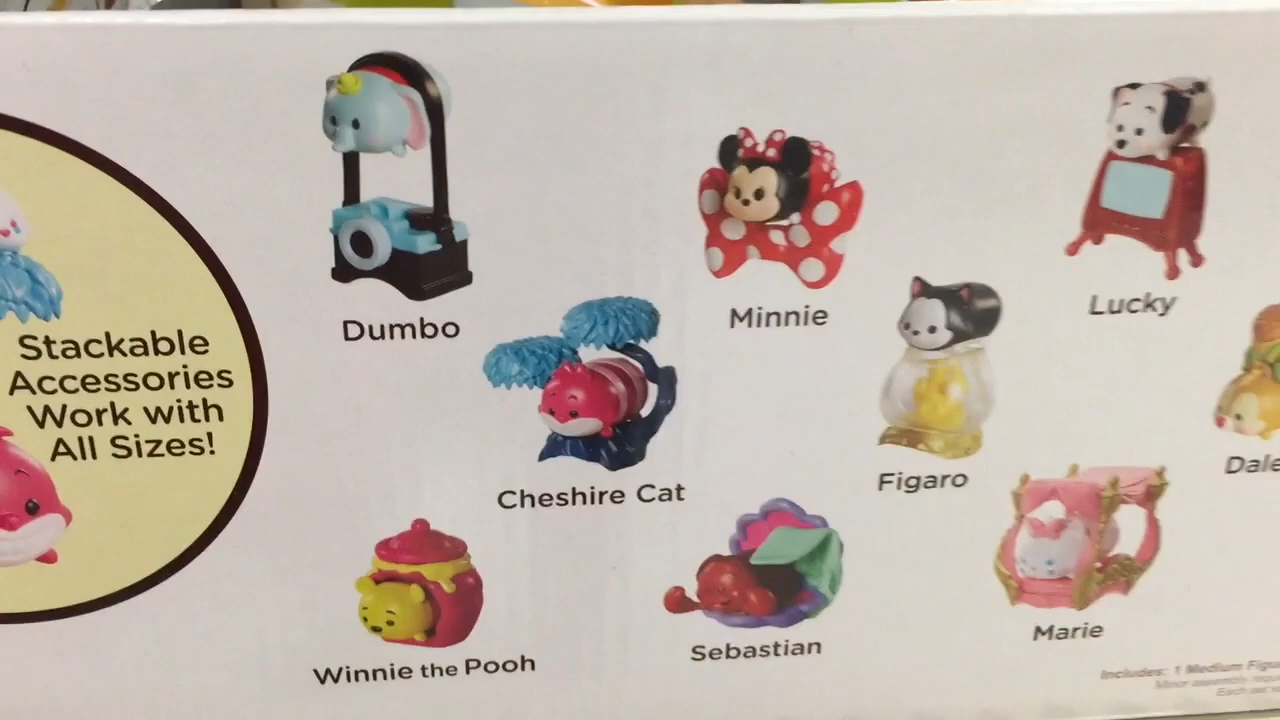 Stackable
Accessories
Work with
All Sizes!
Dumbo
Minnie
Lucky
Cheshire Cat
Figaro
Dale
Winnie the Pooh
Sebastian
Marie
Includes: 1 Medium